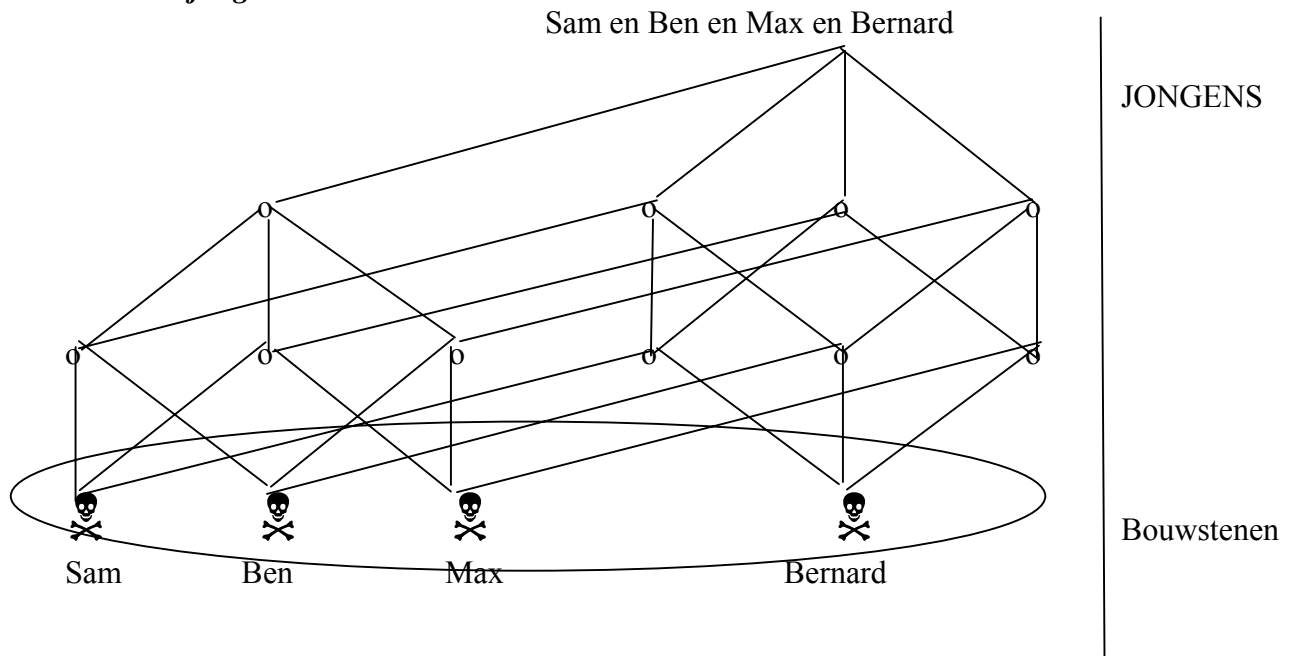 Sam en Ben en Max en Bernard
JONGENS
o o o o
o o o o o o
Bouwstenen
Sam Ben Max Bernard